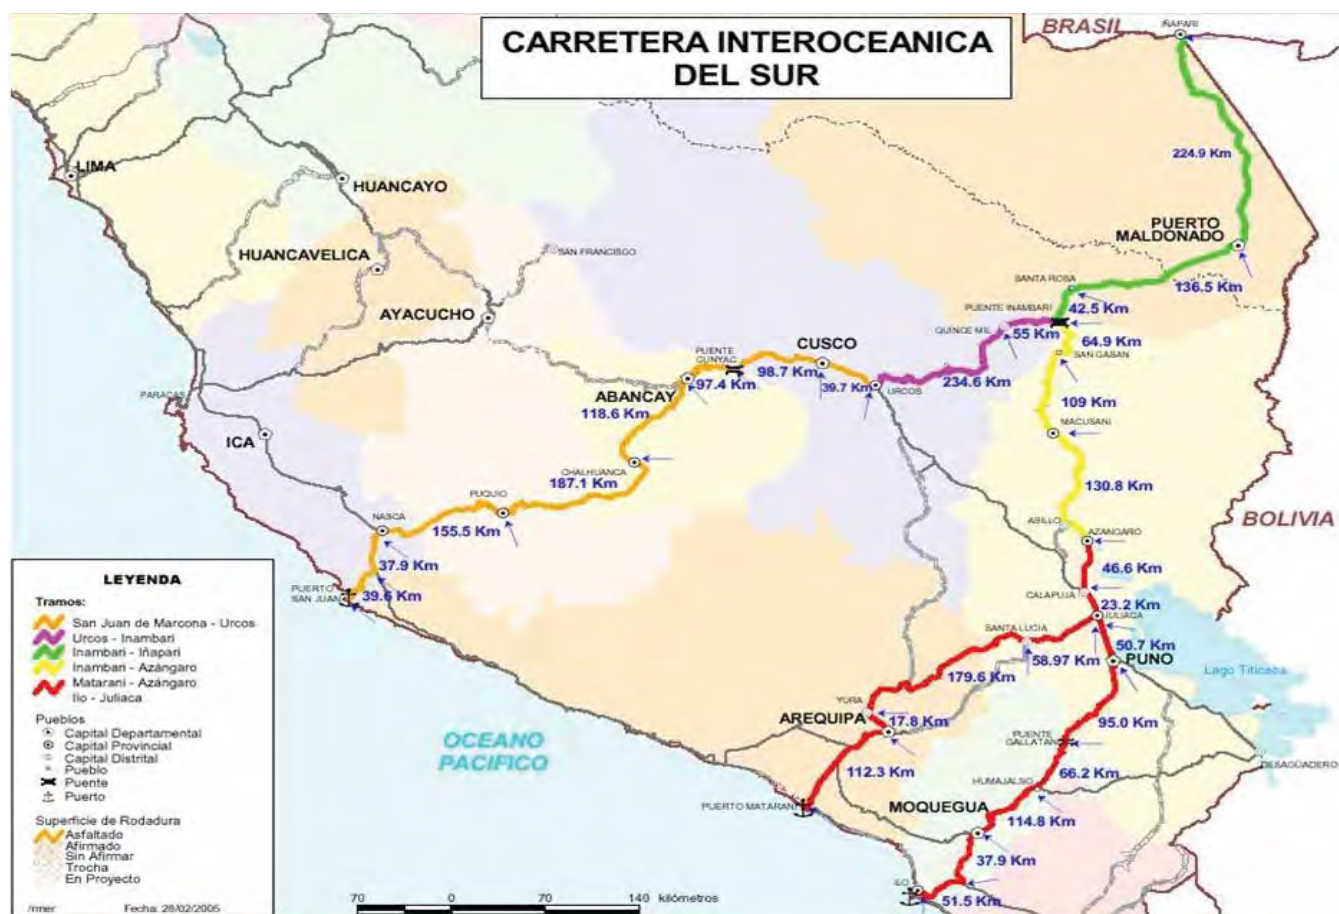 CARRETERA INTEROCEANICA
DEL SUR
BRASIL
IÑAPARI
224.9 Km
LIMA
HUANCAYO
PUERTO
MALDONADO
HUANCAVELICA
SAN FRANCISCO
SANTA ROSA
136.5 Km
AYACUCHO
PUENTE INAMBARI
42.5 Km
QUINCE MIL
55 Km
64.9 Km
CUSCO
PUENTE
CUNYAC
SAN GABAN
98.7 Km
97.4 Km
39.7 Km
URCOS
234.6 Km
PARACAS
ABANCAY
118.6 Km
109 Km
MACUSANI
ICA
CHALHUANCA
187.1 Km
130.8 Km
PUQUIO
NASCA
155.5 Km
ASILLO
AZANGARO
BOLIVIA
37.9 Km
46.6 Km
PUERTO
SAN JUAN
39.6 Km
CALAPUJA
23.2 Km
JULIACA
SANTA LUCIA
50.7 Km
58.97 Km
PUNO
Lago Titicaca
179.6 Km
YURA
AREQUIPA
17.8 Km
95.0 Km
PUENTE
GALLATAN
OCEANO
PACIFICO
112.3 Km
66.2 Km
DESAGÜADERO
HUMAJALSO
PUERTO MATARANI
MOQUEGUA
114.8 Km
37.9 Km
ILO
51.5 Km
LEYENDA
Tramos:
San Juan de Marcona - Urcos
Urcos - Inambari
Inambari - Iñapari
Inambari - Azángaro
Matarani - Azángaro
Ilo - Juliaca
Pueblos
Capital Departamental
Capital Provincial
Capital Distrital
Pueblo
Puente
Puerto
Superficie de Rodadura
Asfaltado
Afirmado
Sin Afirmar
Trocha
En Proyecto
/rmer Fecha: 28/02/2005
70 0 70 140 kilómetros